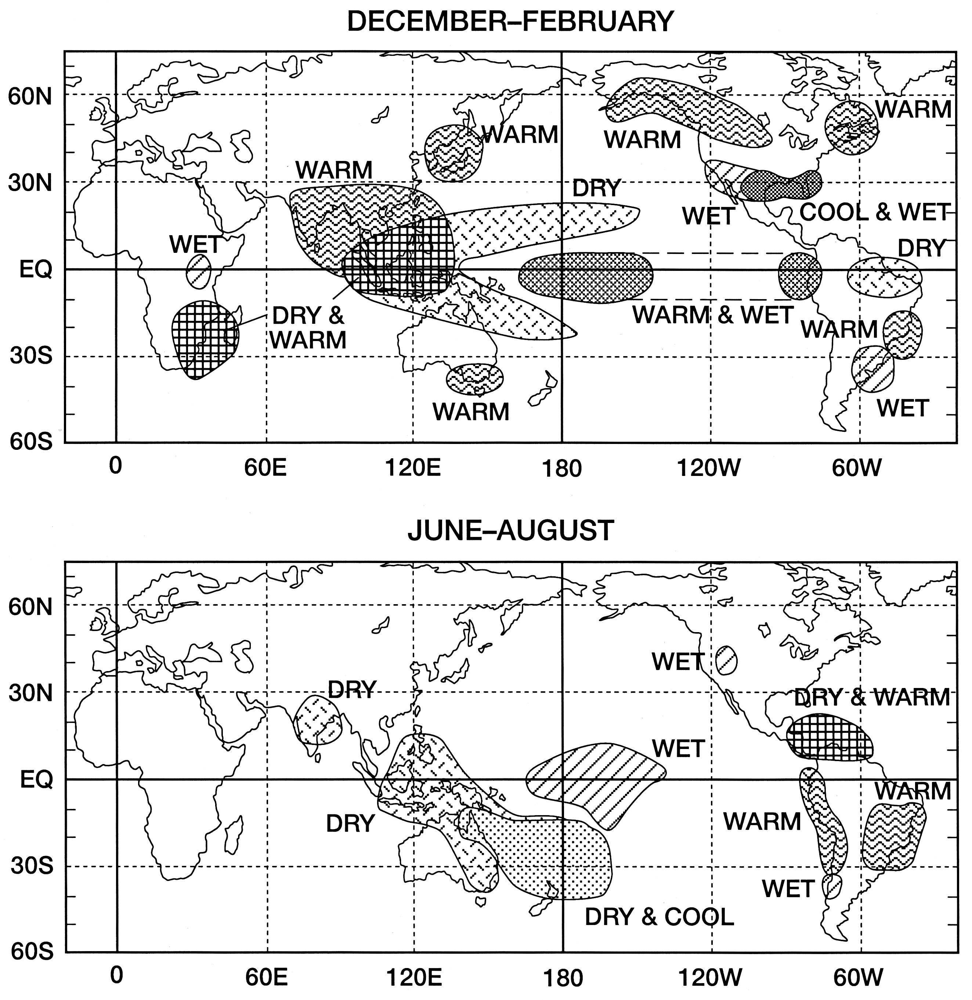 DECEMBER–FEBRUARY
60N
WARM
WARM
WARM
WARM
30N
DRY
WET
COOL & WET
WET
DRY
EQ
DRY &
WARM
WARM & WET
WARM
30S
WARM
WET
60S
0 60E 120E 180 120W 60W
JUNE–AUGUST
60N
WET
DRY
30N
DRY & WARM
WET
EQ
WARM
DRY
WARM
30S
WET
DRY & COOL
60S
0 60E 120E 180 120W 60W